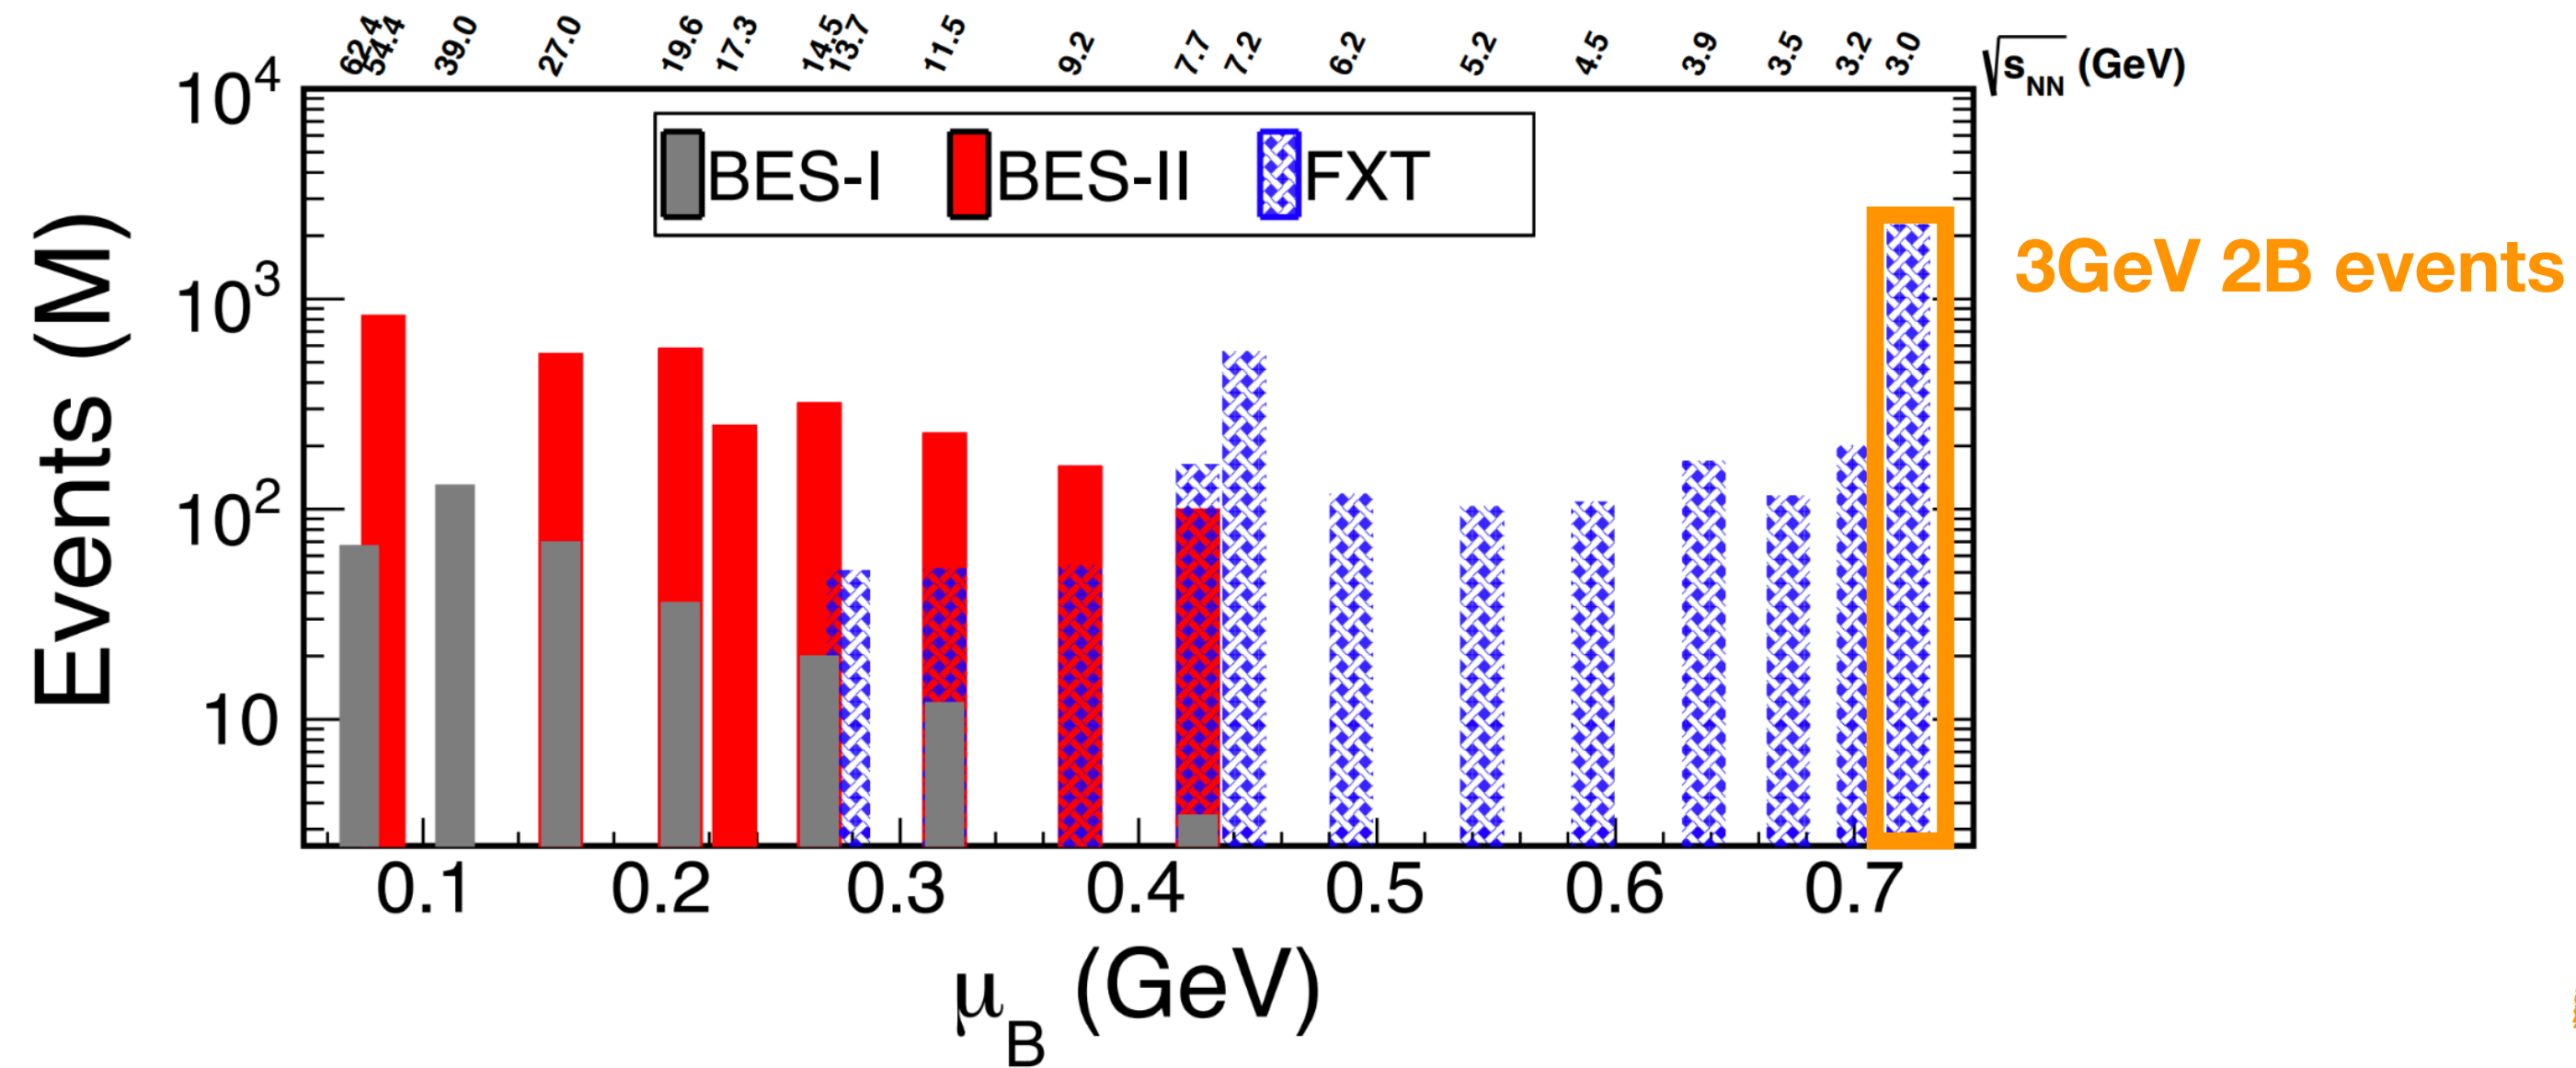 62.4 54.4 39.0 27.0 19.6 17.3 14.5 13.7 11.5 9.2 7.7 7.2 6.2 5.2 4.5 3.9 3.5 3.2 3.0 √sNN (GeV)
10⁴
BES-I BES-II FXT
3GeV 2B events
10³
10²
10
Events (M)
0.1 0.2 0.3 0.4 0.5 0.6 0.7
μB (GeV)